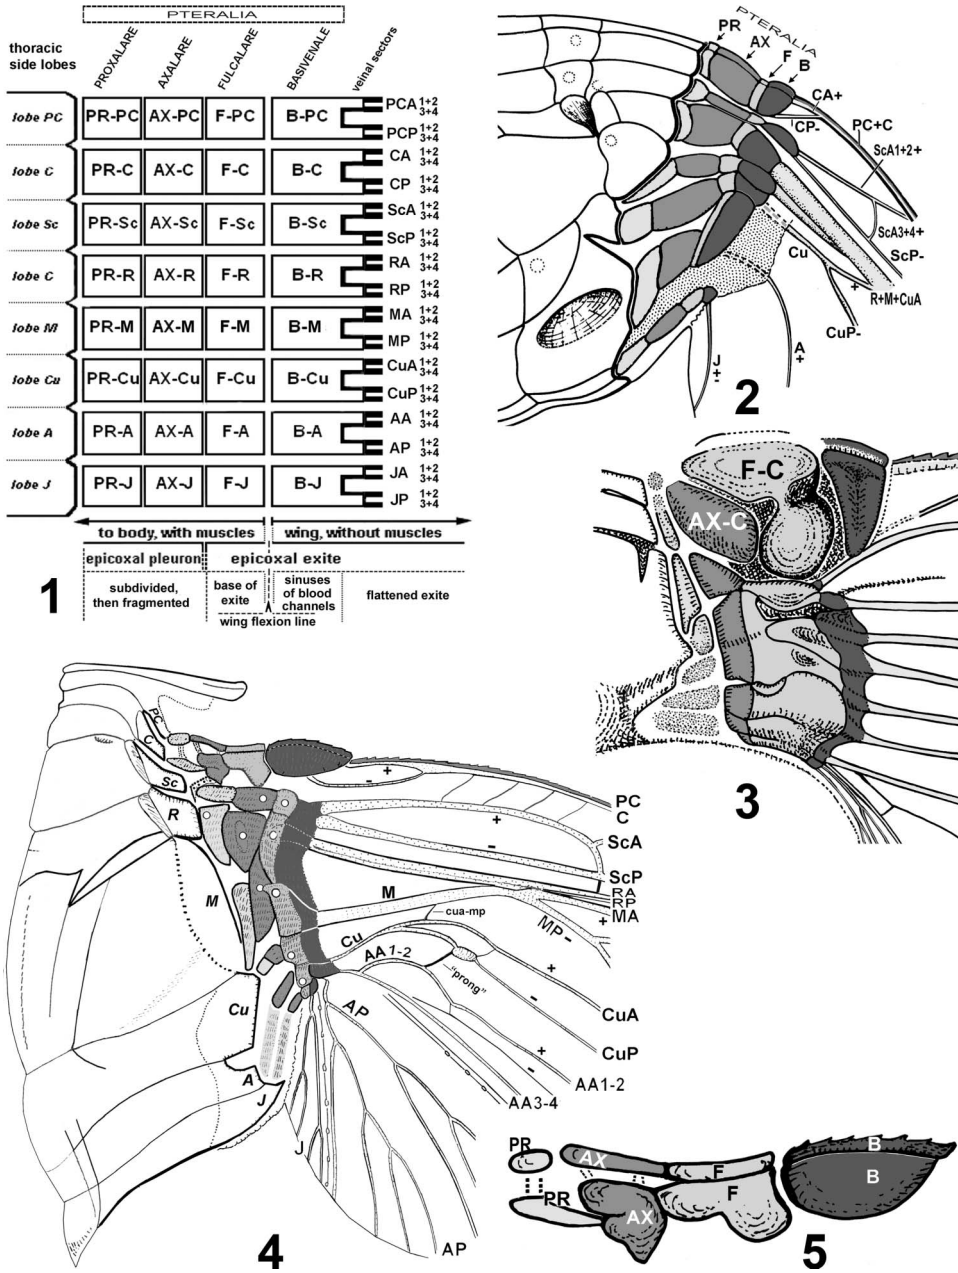 PTERALIA
thoracic
side lobes
PROXALARE
AXALARE
FULCALARE
BASIVENALE
veinal sectors
lobe PC
PR-PC AX-PC F-PC B-PC
PCA 1+2
3+4
PCP 1+2
3+4
lobe C
PR-C AX-C F-C B-C
CA 1+2
3+4
CP 1+2
3+4
lobe Sc
PR-Sc AX-Sc F-Sc B-Sc
ScA 1+2
3+4
ScP 1+2
3+4
lobe C
PR-R AX-R F-R B-R
RA 1+2
3+4
RP 1+2
3+4
lobe M
PR-M AX-M F-M B-M
MA 1+2
3+4
MP 1+2
3+4
lobe Cu
PR-Cu AX-Cu F-Cu B-Cu
CuA 1+2
3+4
CuP 1+2
3+4
lobe A
PR-A AX-A F-A B-A
AA 1+2
3+4
AP 1+2
3+4
lobe J
PR-J AX-J F-J B-J
JA 1+2
3+4
JP 1+2
3+4
to body, with muscles
wing, without muscles
epicoxal pleuron
epicoxal exite
subdivided,
then fragmented
base of
exite
sinuses
of blood
channels
flattened exite
wing flexion line
1
PTERALIA
PR
AX
F
B
CA+
CP-
PC+C
ScA1+2+
ScA3+4+
ScP-
Cu
+
R+M+CuA
CuP-
A
+
J
+
-
2
F-C
AX-C
3
PC
C
Sc
R
M
Cu
A
J
+
-
PC
C
+
ScA
-
ScP
RA
RP
MA
+
M
MP-
cua-mp
Cu
AA1-2
"prong"
+
CuA
-
CuP
AP
+
AA1-2
-
AA3-4
J
AP
4
PR
AX
F
B
PR
AX
F
B
5